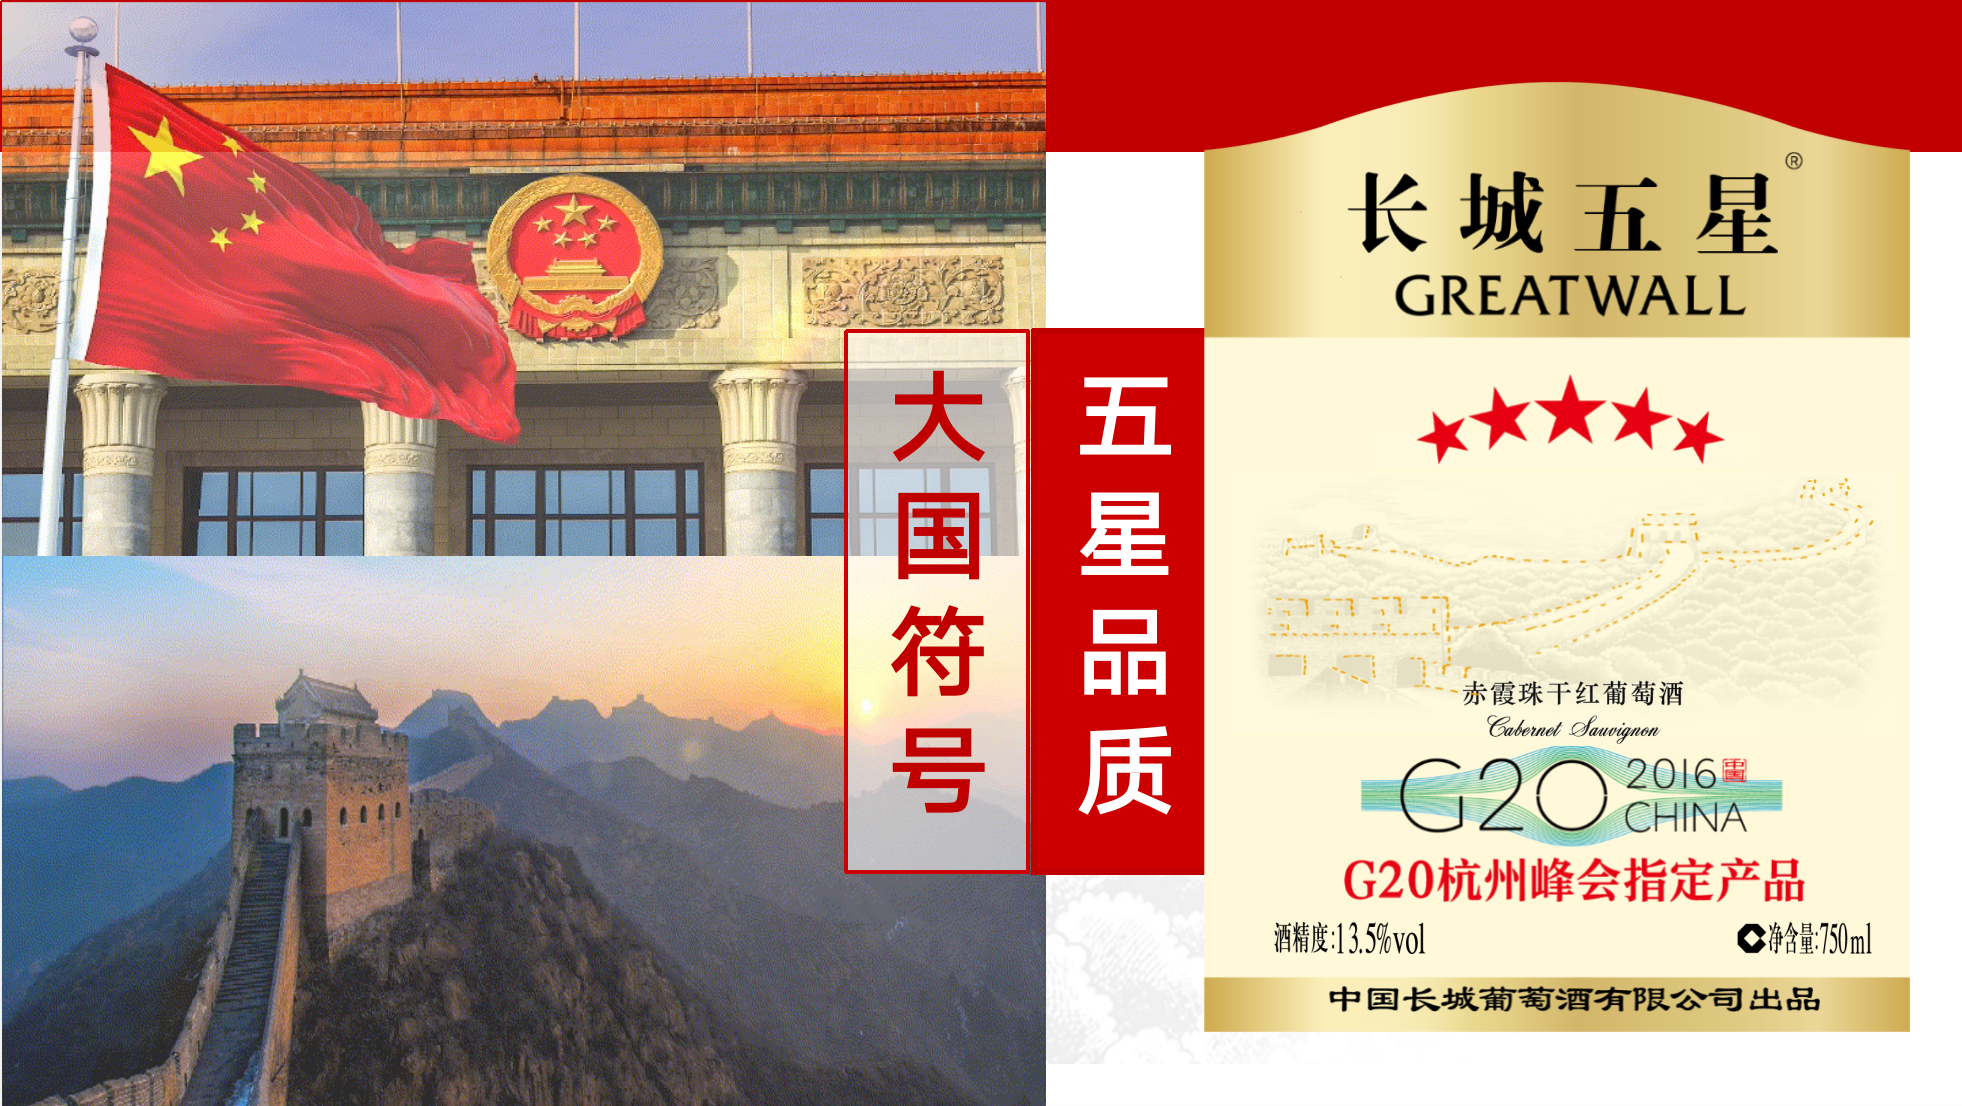 大国符号
五星品质
长城五星®
GREATWALL
赤霞珠干红葡萄酒
Cabernet Sauvignon
G20 2016 中国
CHINA
G20杭州峰会指定产品
酒精度:13.5%vol
净含量:750ml
中国长城葡萄酒有限公司出品